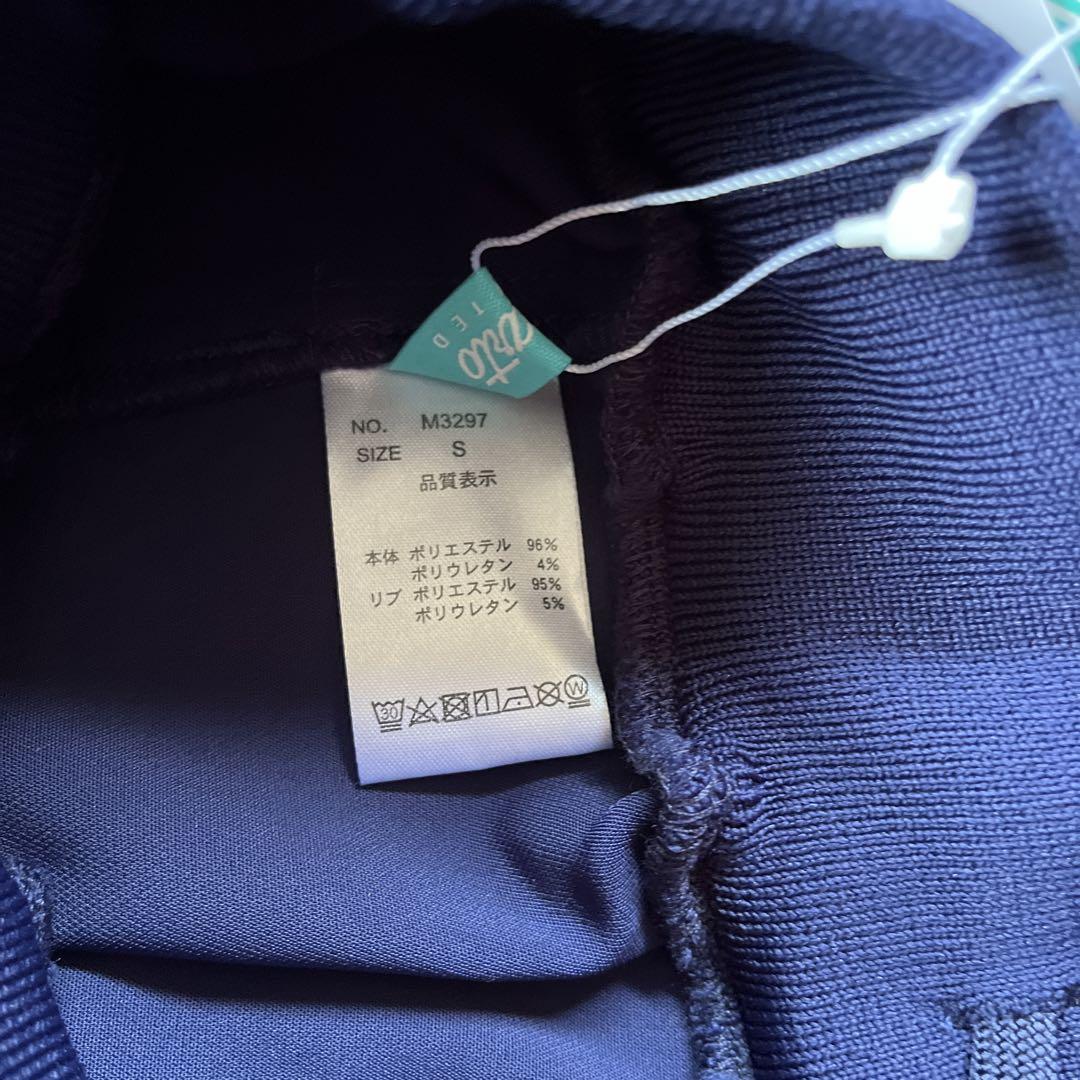 TED
NO. M3297
SIZE S
品質表示
本体 ポリエステル 96%
ポリウレタン 4%
リブ ポリエステル 95%
ポリウレタン 5%
30 W